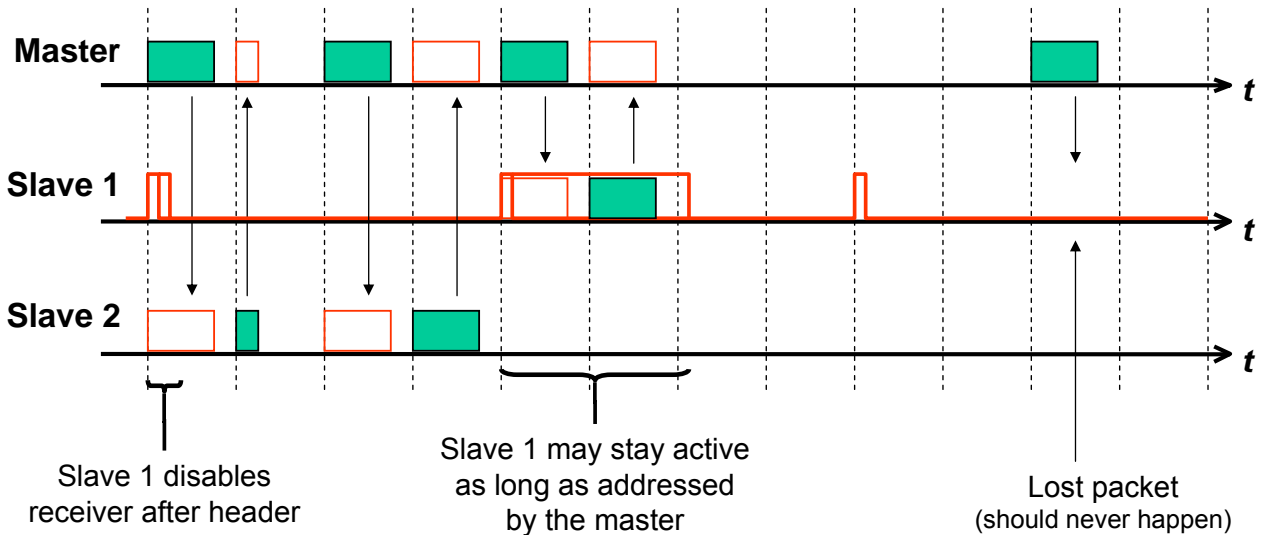 Master
t
Slave 1
t
Slave 2
t
Slave 1 disables
receiver after header
Slave 1 may stay active
as long as addressed
by the master
Lost packet
(should never happen)